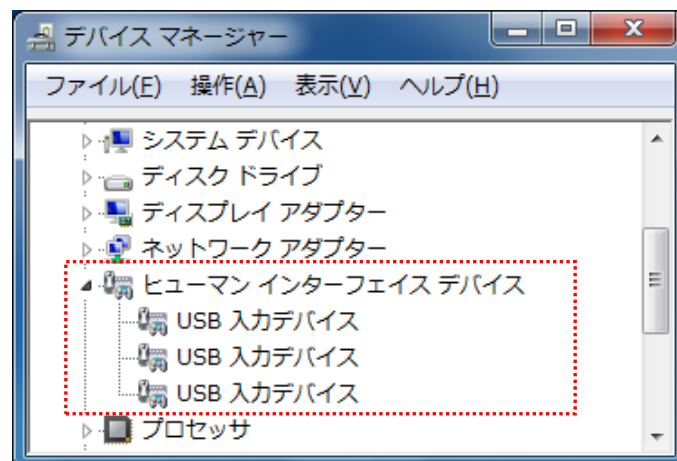 デバイス マネージャー
ファイル(F) 操作(A) 表示(V) ヘルプ(H)
システム デバイス
ディスク ドライブ
ディスプレイ アダプター
ネットワーク アダプター
ヒューマン インターフェイス デバイス
USB 入力デバイス
USB 入力デバイス
USB 入力デバイス
プロセッサ